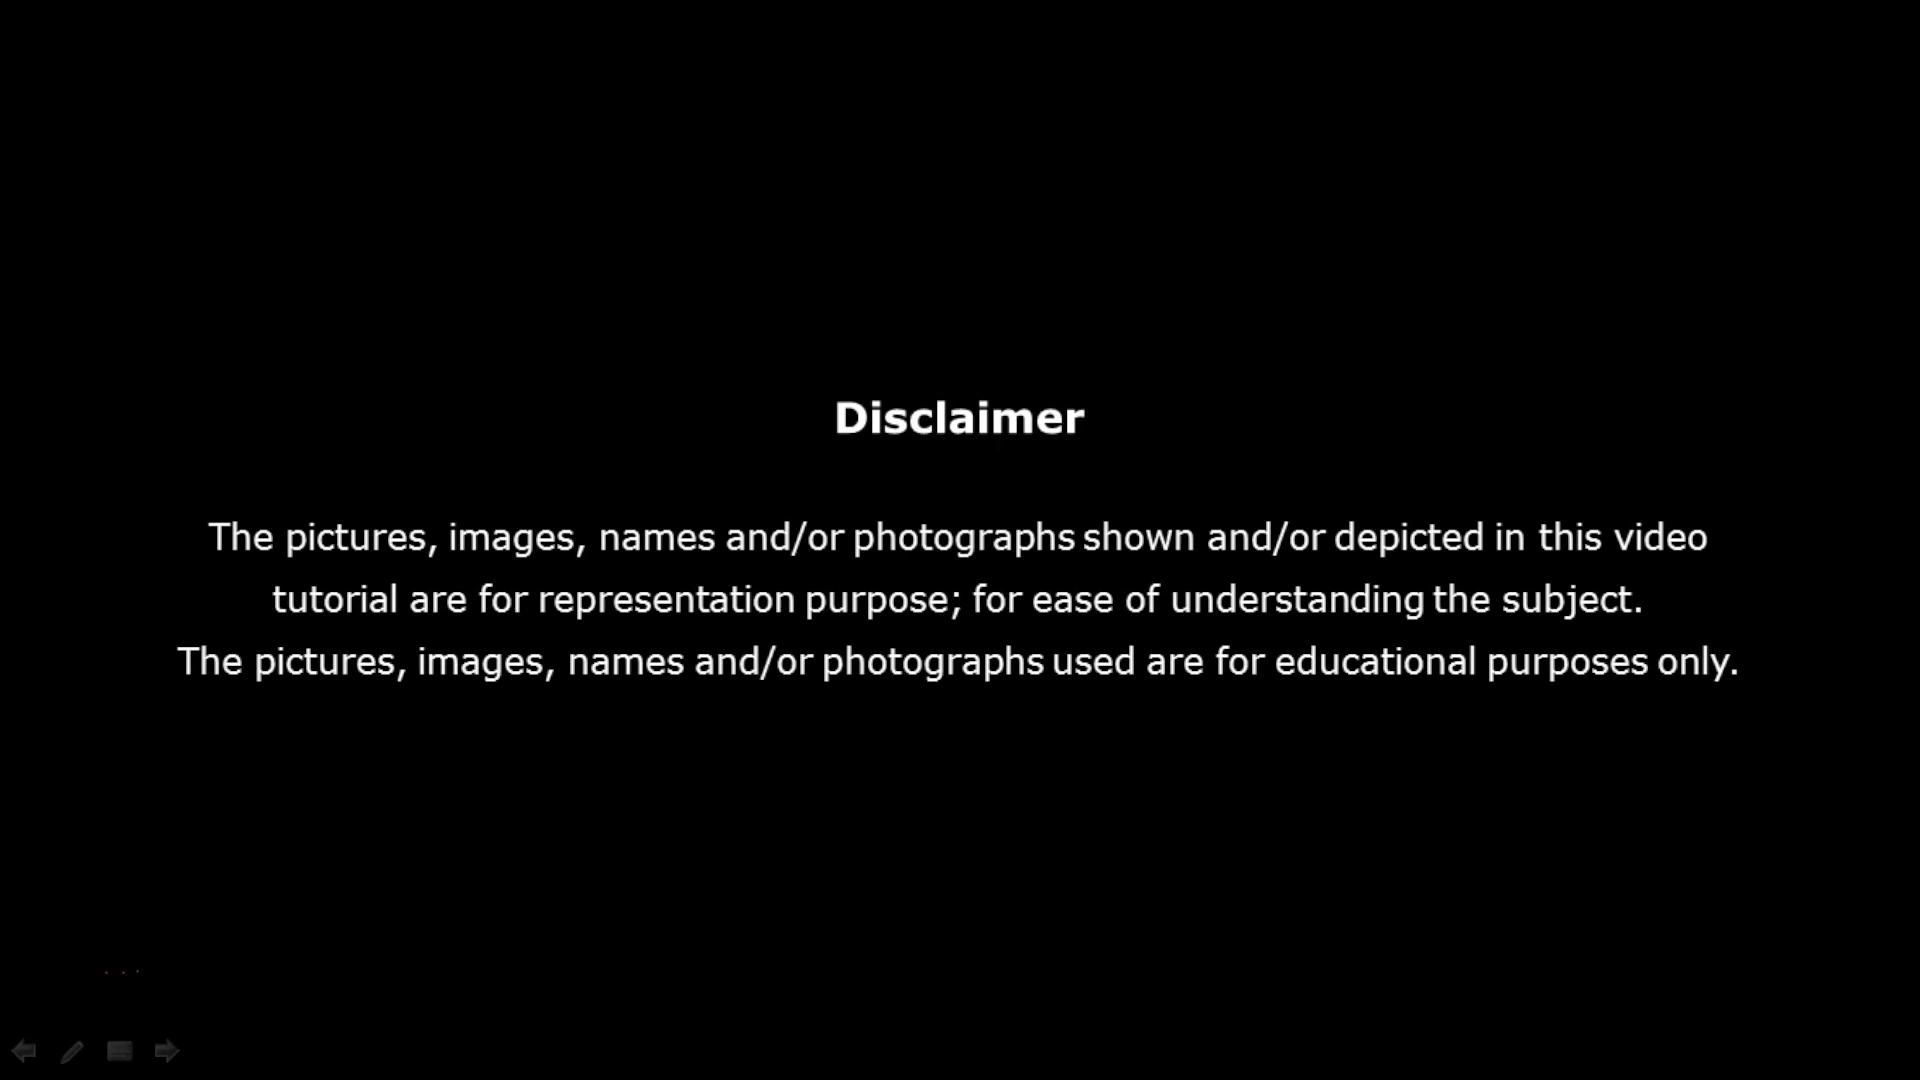 Disclaimer
The pictures, images, names and/or photographs shown and/or depicted in this video
tutorial are for representation purpose; for ease of understanding the subject.
The pictures, images, names and/or photographs used are for educational purposes only.